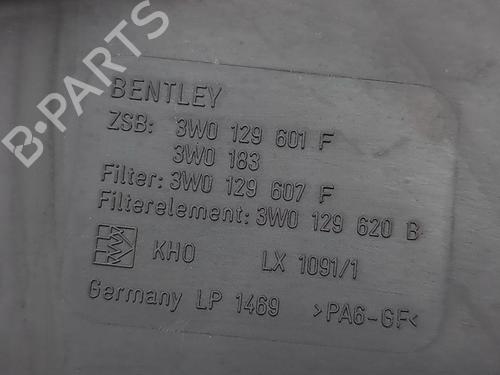 BENTLEY
ZSB: 3W0 129 601 F
3W0 183
Filter: 3W0 129 607 F
Filterelement: 3W0 129 620 B
KHO LX 1091/1
Germany LP 1469 >PA6-GF<
B-PARTS